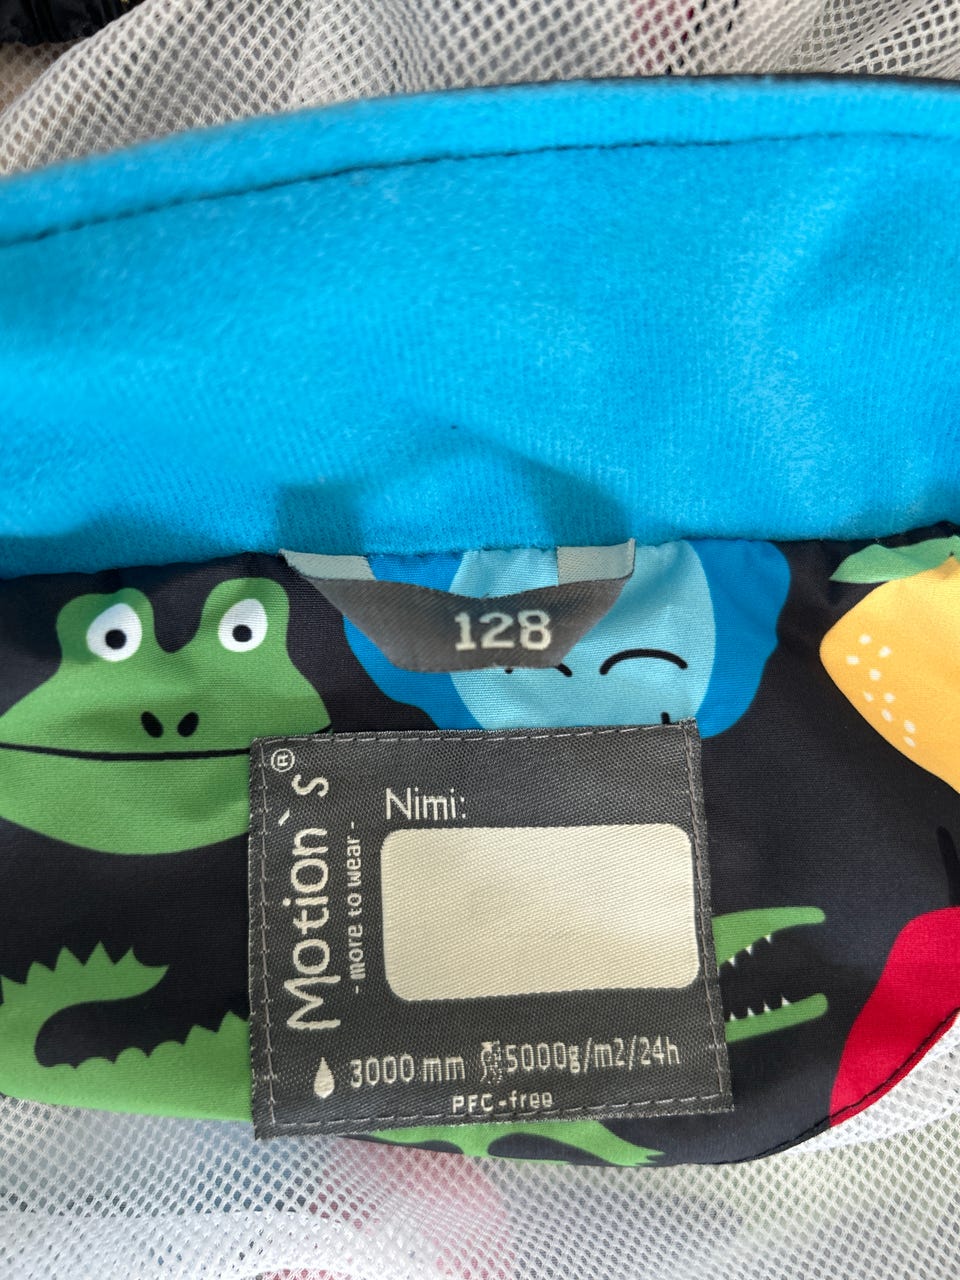 128
Motion`s®
- more to wear -
Nimi:
3000 mm 5000g/m2/24h
PFC-free